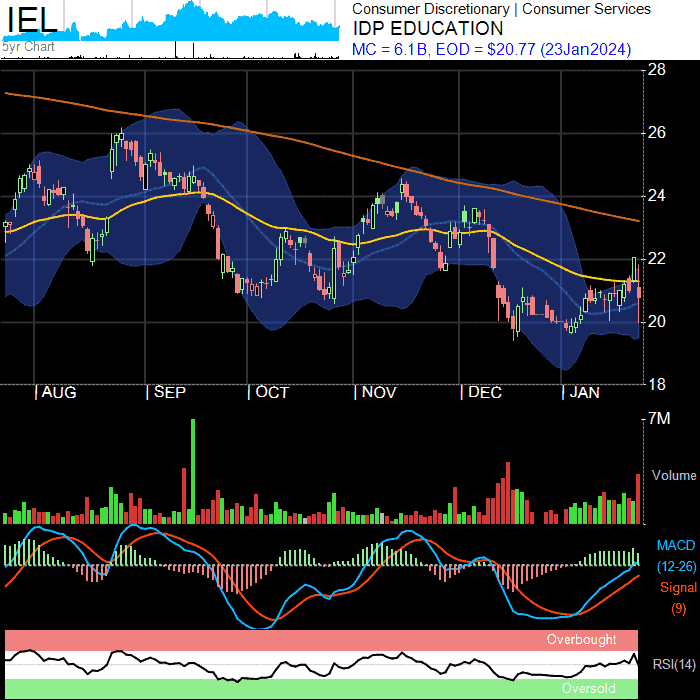 IEL
5yr Chart
Consumer Discretionary | Consumer Services
IDP EDUCATION
MC = 6.1B, EOD = $20.77 (23Jan2024)
28
26
24
22
20
18
AUG
SEP
OCT
NOV
DEC
JAN
7M
Volume
MACD
(12-26)
Signal
(9)
Overbought
RSI(14)
Oversold